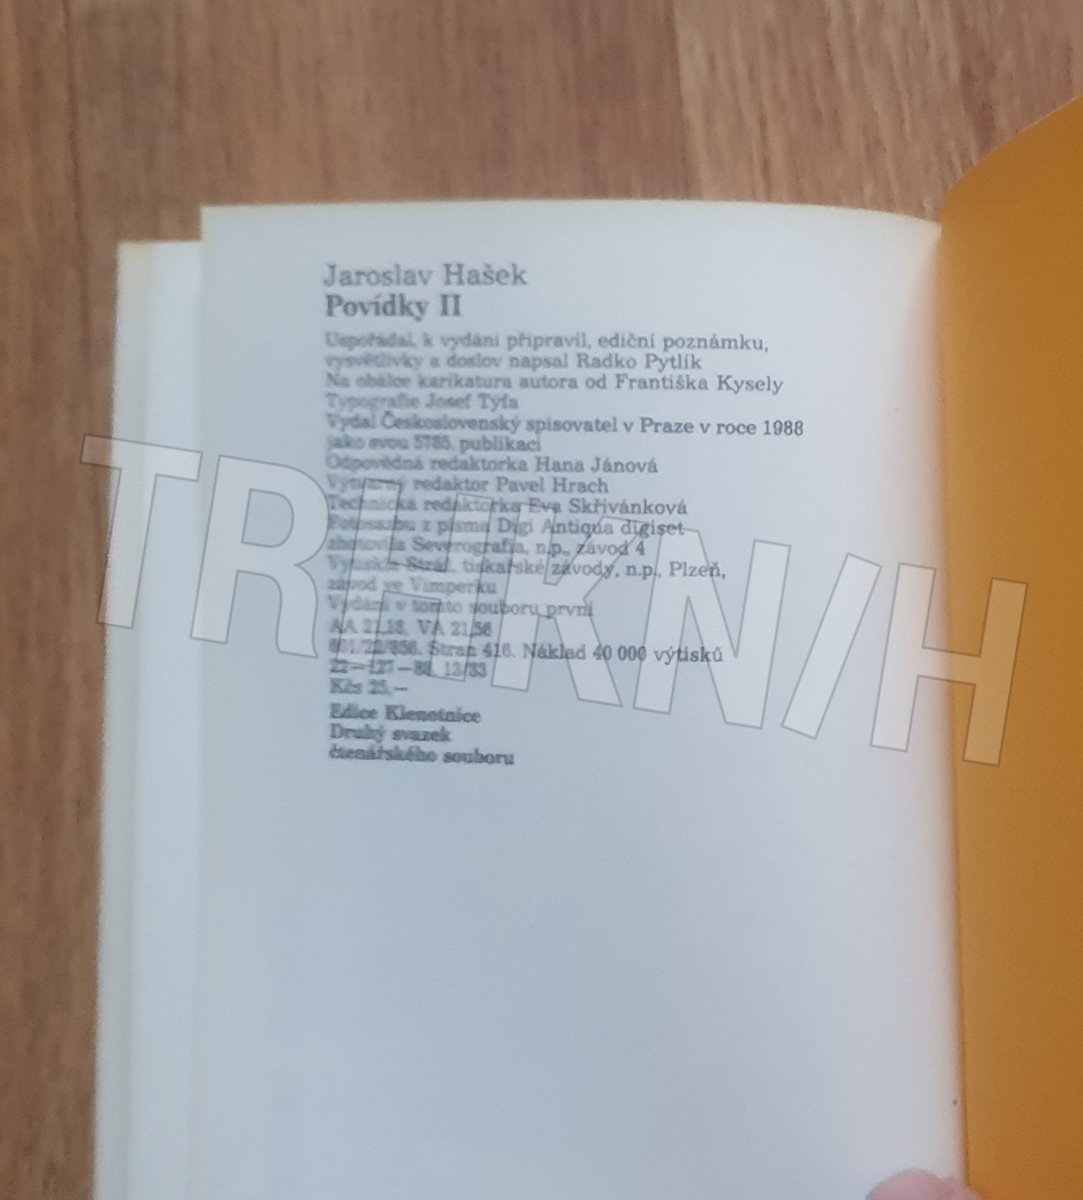 Jaroslav Hašek
Povídky II
Uspořádal, k vydání připravil, ediční poznámku,
vysvětlivky a doslov napsal Radko Pytlík
Na obálce karikatura autora od Františka Kysely
Typografie Josef Týfa
Vydal Československý spisovatel v Praze v roce 1988
jako svou 5785. publikaci
Odpovědná redaktorka Hana Jánová
Výtvarný redaktor Pavel Hrach
Technická redaktorka Eva Skřivánková
Fotosazbu z písma Digi Antiqua digiset
zhotovila Severografia, n.p., závod 4
Vytiskla Stráž, tiskařské závody, n.p., Plzeň,
závod ve Vimperku
Vydání v tomto souboru první
AA 21,18, VA 21,56
Stran 416. Náklad 40 000 výtisků
13/33
Kčs 25,—
Edice Klenotnice
Druhý svazek
čtenářského souboru